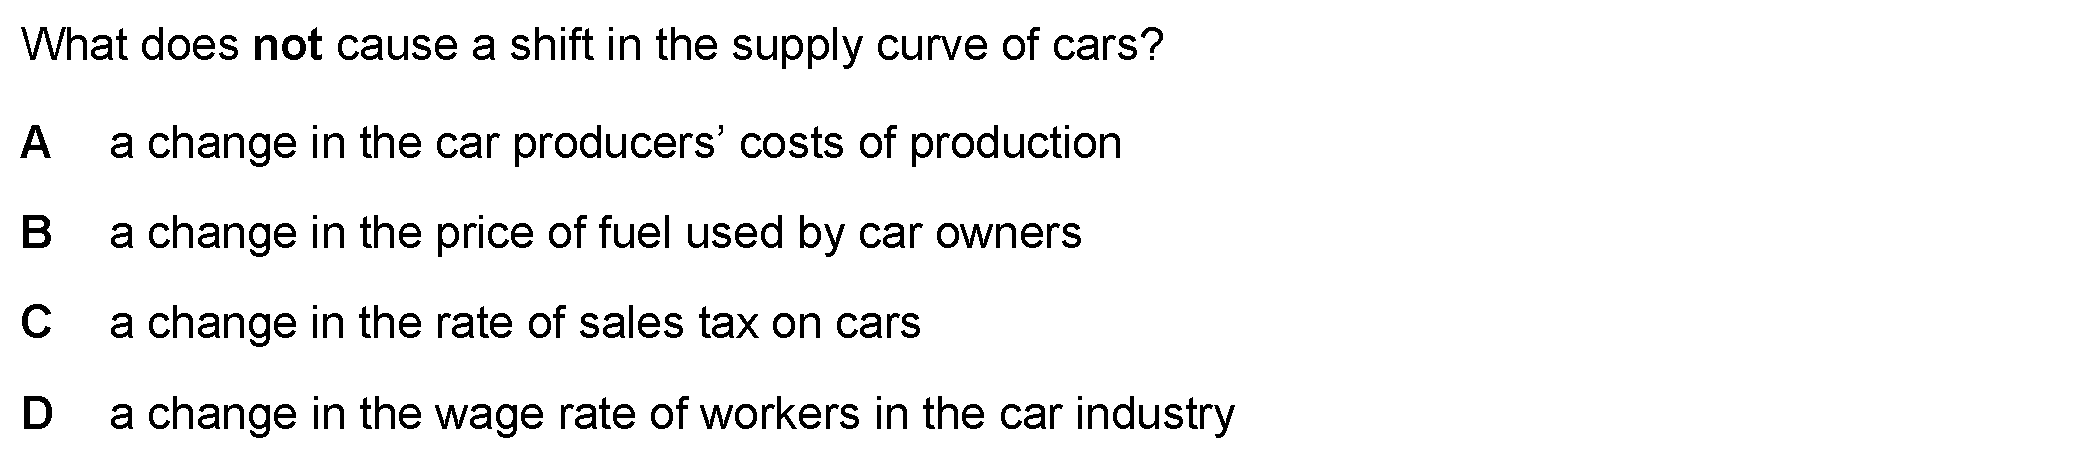 What does not cause a shift in the supply curve of cars?
A a change in the car producers’ costs of production
B a change in the price of fuel used by car owners
C a change in the rate of sales tax on cars
D a change in the wage rate of workers in the car industry